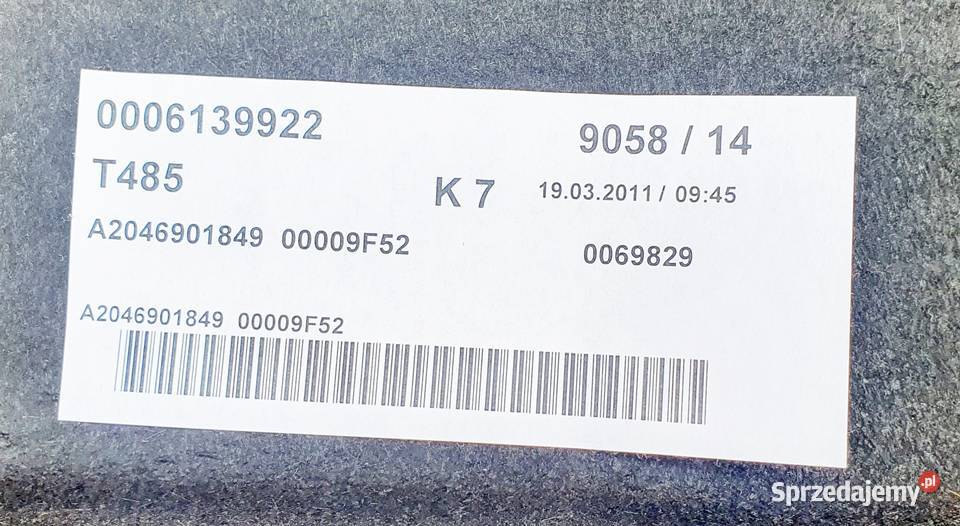 0006139922
9058 / 14
T485
K 7
19.03.2011 / 09:45
A2046901849 00009F52
0069829
A2046901849 00009F52
Sprzedajemy.pl